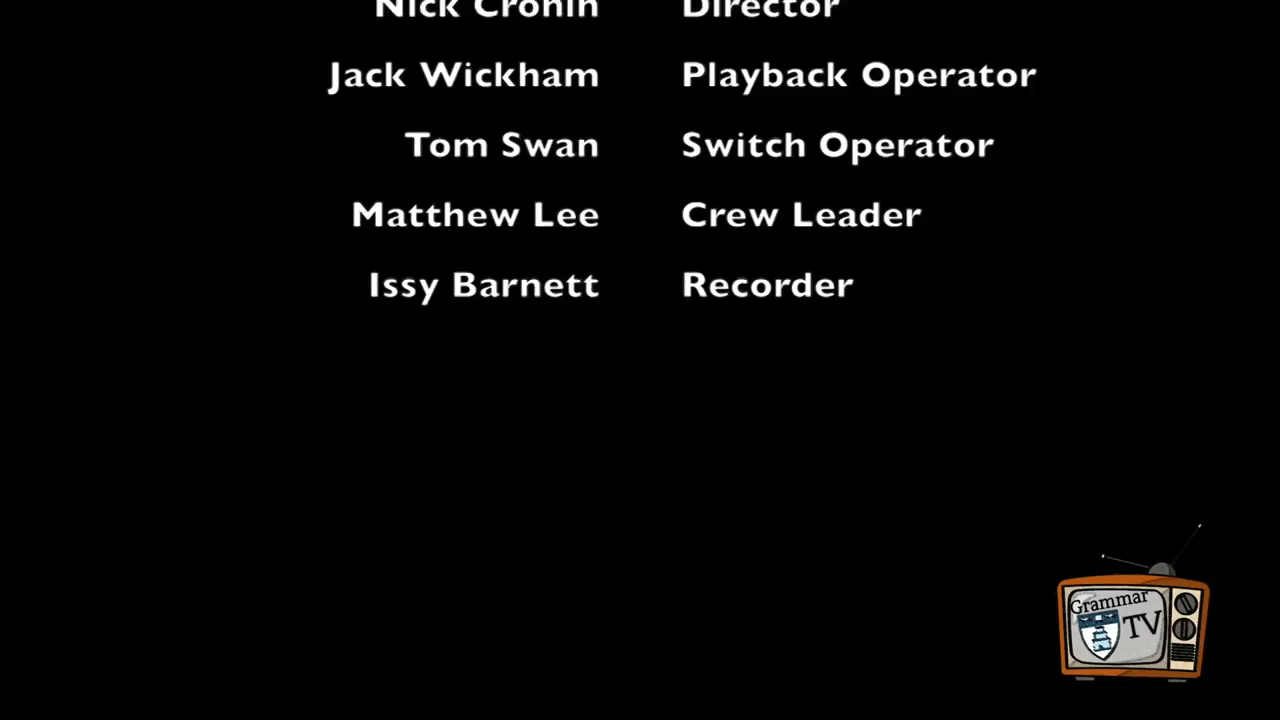 Nick Cronin Director
Jack Wickham Playback Operator
Tom Swan Switch Operator
Matthew Lee Crew Leader
Issy Barnett Recorder
Grammar
TV